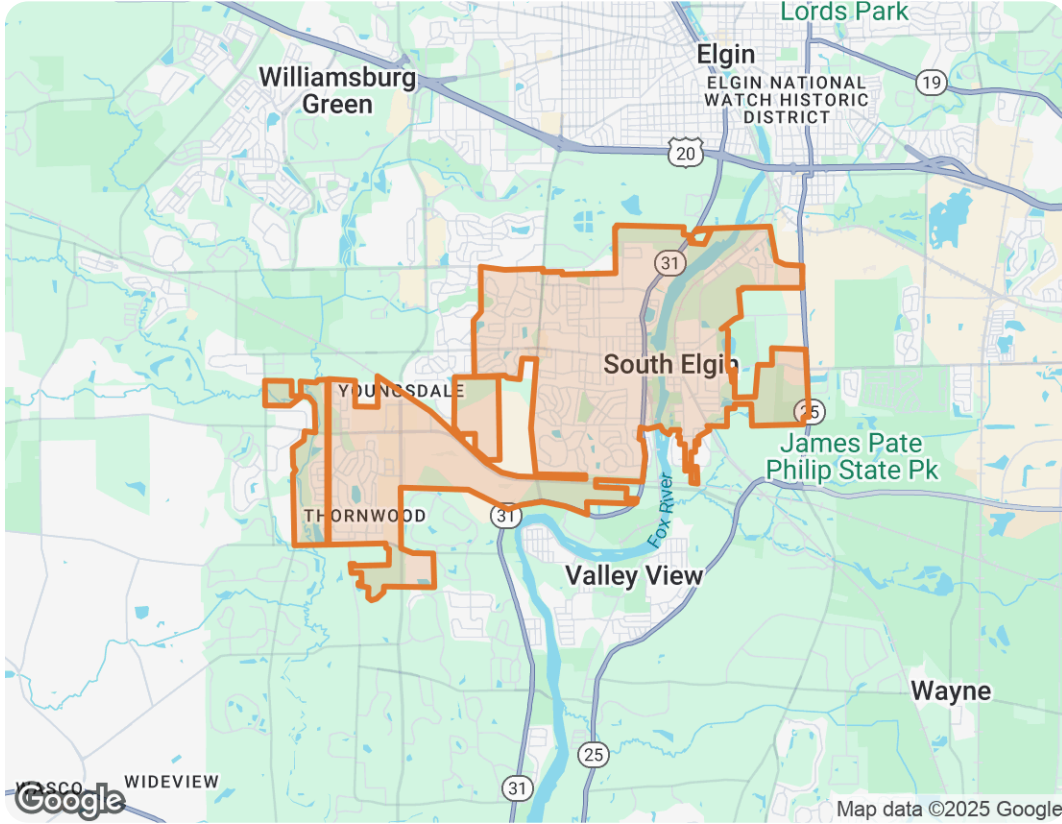 Lords Park
Elgin
ELGIN NATIONAL
WATCH HISTORIC
DISTRICT
19
Williamsburg
Green
20
31
South Elgin
YOUNGSDALE
25
James Pate
Philip State Pk
THORNWOOD
31
Fox River
Valley View
Wayne
25
WASCO
WIDEVIEW
31
Google
Map data ©2025 Google